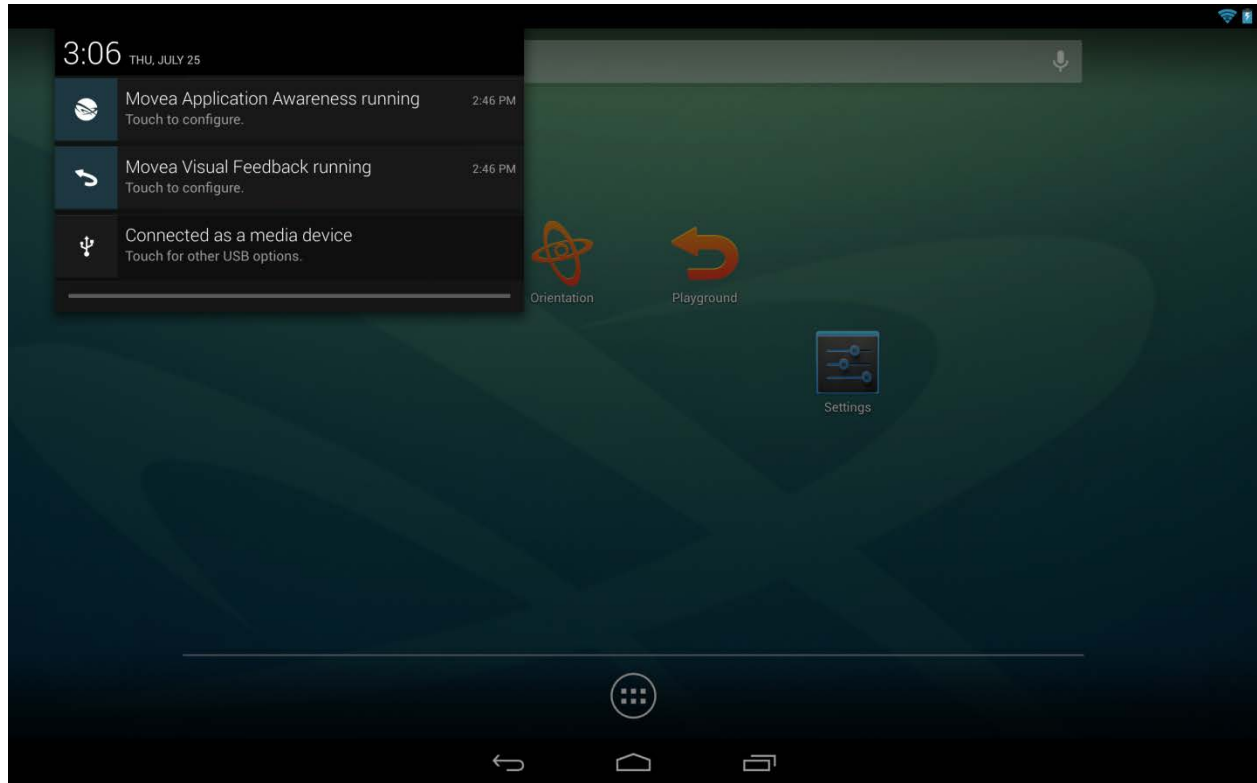 3:06 THU, JULY 25
Movea Application Awareness running 2:46 PM
Touch to configure.
Movea Visual Feedback running 2:46 PM
Touch to configure.
Connected as a media device
Touch for other USB options.
Orientation Playground
Settings